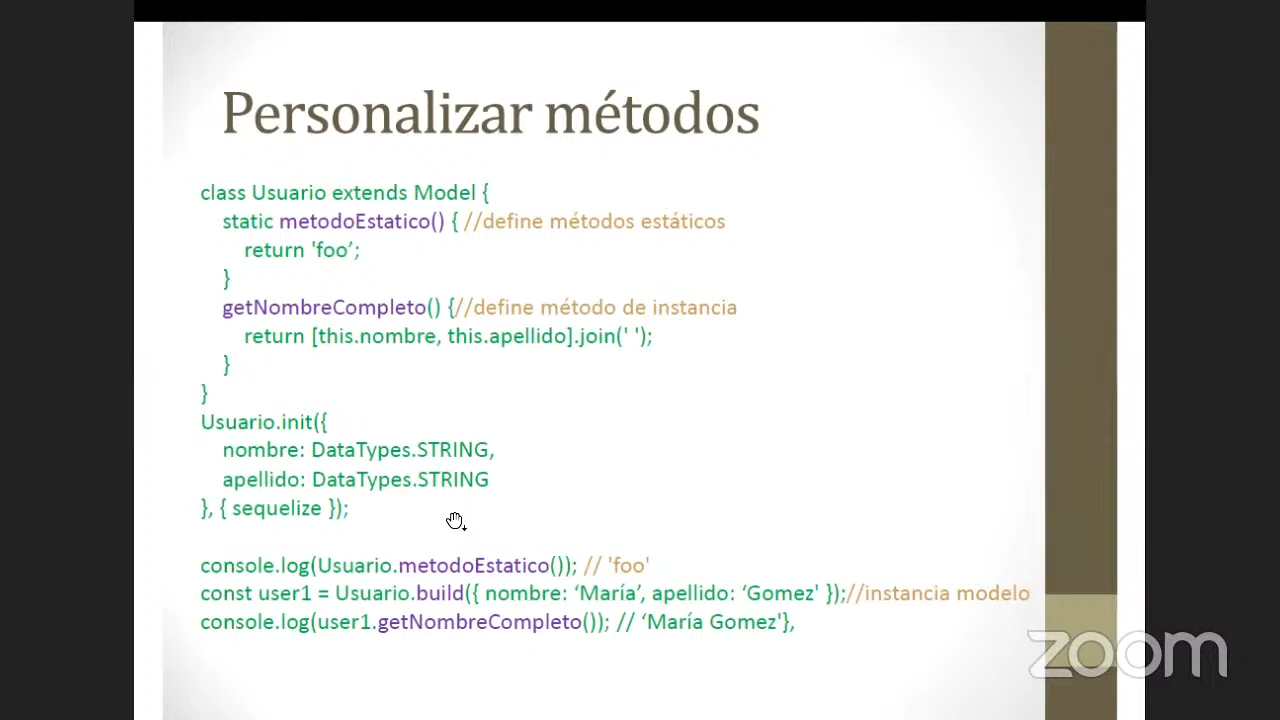 Personalizar métodos
class Usuario extends Model {
static metodoEstatico() { //define métodos estáticos
return 'foo’;
}
getNombreCompleto() {//define método de instancia
return [this.nombre, this.apellido].join(' ');
}
}
Usuario.init({
nombre: DataTypes.STRING,
apellido: DataTypes.STRING
}, { sequelize });
console.log(Usuario.metodoEstatico()); // 'foo'
const user1 = Usuario.build({ nombre: ‘María’, apellido: ‘Gomez' });//instancia modelo
console.log(user1.getNombreCompleto()); // ‘María Gomez'},
zoom